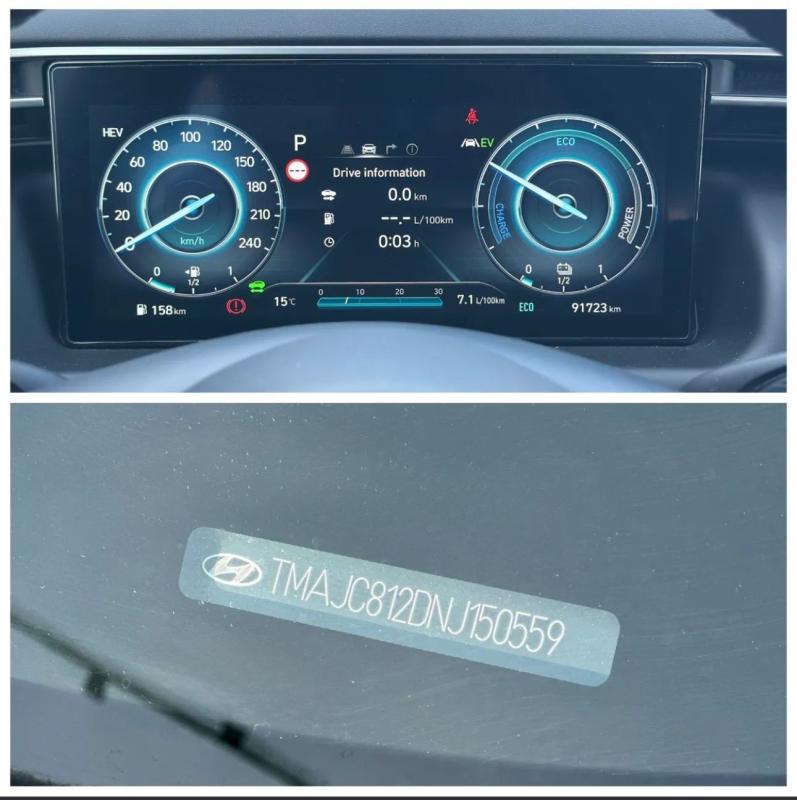 HEV
0
20
40
60
80
100
120
150
180
210
240
km/h
0
1/2
1
158 km
P
---
Drive information
0.0 km
--.- L/100km
0:03 h
15°C
0 10 20 30
7.1 L/100km
EV
ECO
CHARGE
POWER
0
1/2
1
ECO
91723 km
TMAJC812DNJ150559